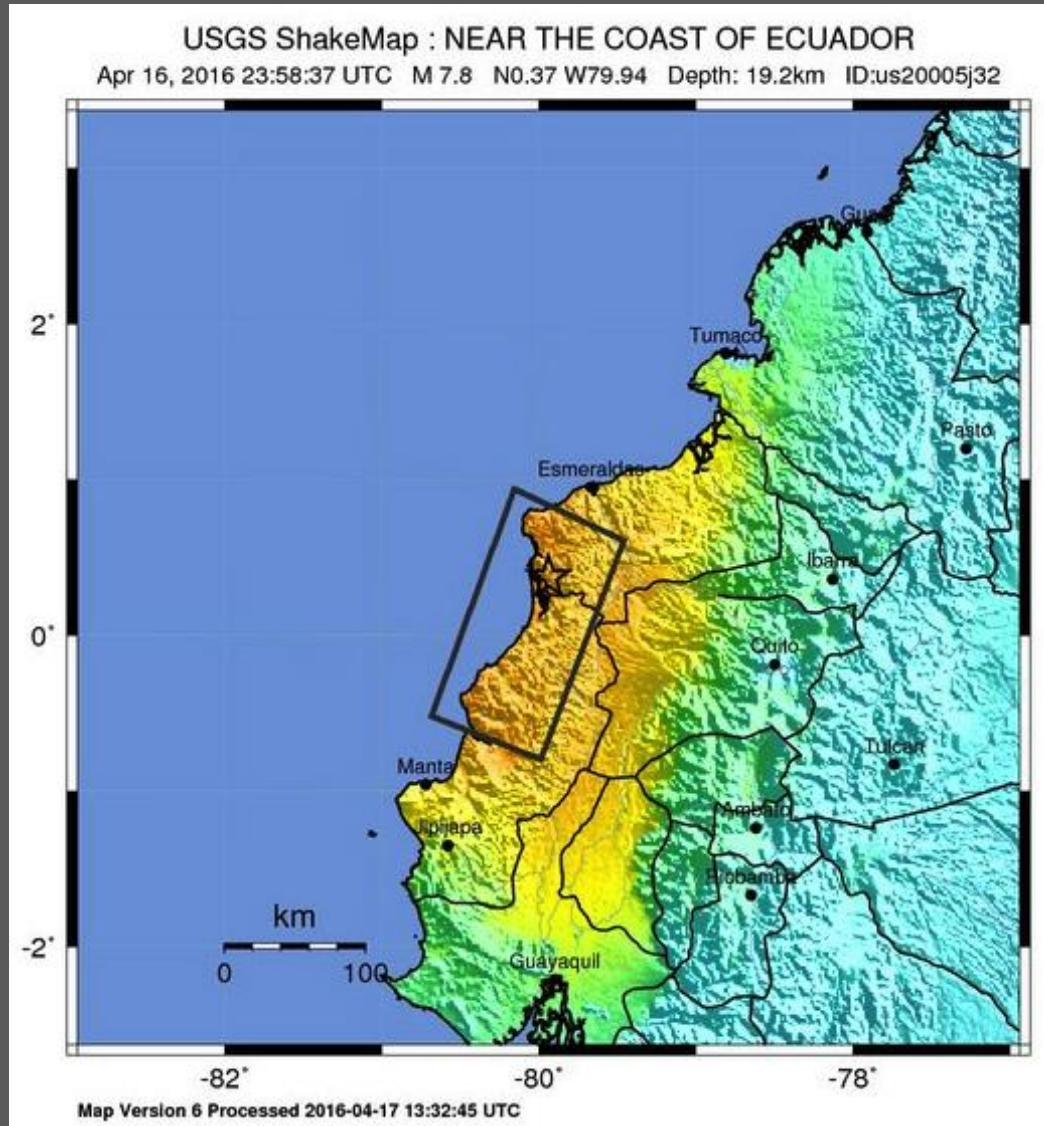 USGS ShakeMap : NEAR THE COAST OF ECUADOR
Apr 16, 2016 23:58:37 UTC M 7.8 N0.37 W79.94 Depth: 19.2km ID:us20005j32
2°
Tumaco
Pasto
Esmeraldas
Ibarra
0°
Quito
Tulcan
Manta
Ambato
Jipijapa
Riobamba
km
-2°
0 100
Guayaquil
-82° -80° -78°
Map Version 6 Processed 2016-04-17 13:32:45 UTC